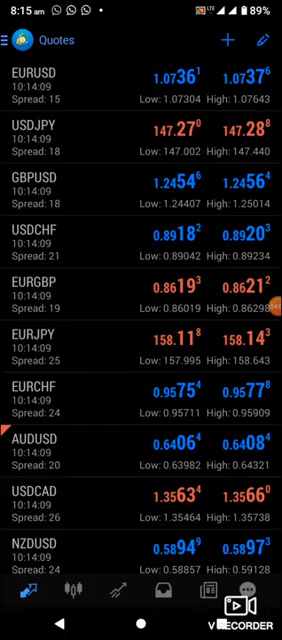 8:15 am
LTE 89%
Quotes
EURUSD 1.0736¹ 1.0737⁶
10:14:09
Spread: 15 Low: 1.07304 High: 1.07643
USDJPY 147.27⁰ 147.28⁸
10:14:09
Spread: 18 Low: 147.002 High: 147.440
GBPUSD 1.2454⁶ 1.2456⁴
10:14:09
Spread: 18 Low: 1.24407 High: 1.25014
USDCHF 0.8918² 0.8920³
10:14:09
Spread: 21 Low: 0.89042 High: 0.89234
EURGBP 0.8619³ 0.8621²
10:14:09
Spread: 19 Low: 0.86019 High: 0.86298
EURJPY 158.11⁸ 158.14³
10:14:09
Spread: 25 Low: 157.995 High: 158.643
EURCHF 0.9575⁴ 0.9577⁸
10:14:09
Spread: 24 Low: 0.95711 High: 0.95909
AUDUSD 0.6406⁴ 0.6408⁴
10:14:09
Spread: 20 Low: 0.63982 High: 0.64321
USDCAD 1.3563⁴ 1.3566⁰
10:14:09
Spread: 26 Low: 1.35464 High: 1.35738
NZDUSD 0.5894⁹ 0.5897³
10:14:09
Spread: 24 Low: 0.58857 High: 0.59128
RECORDER